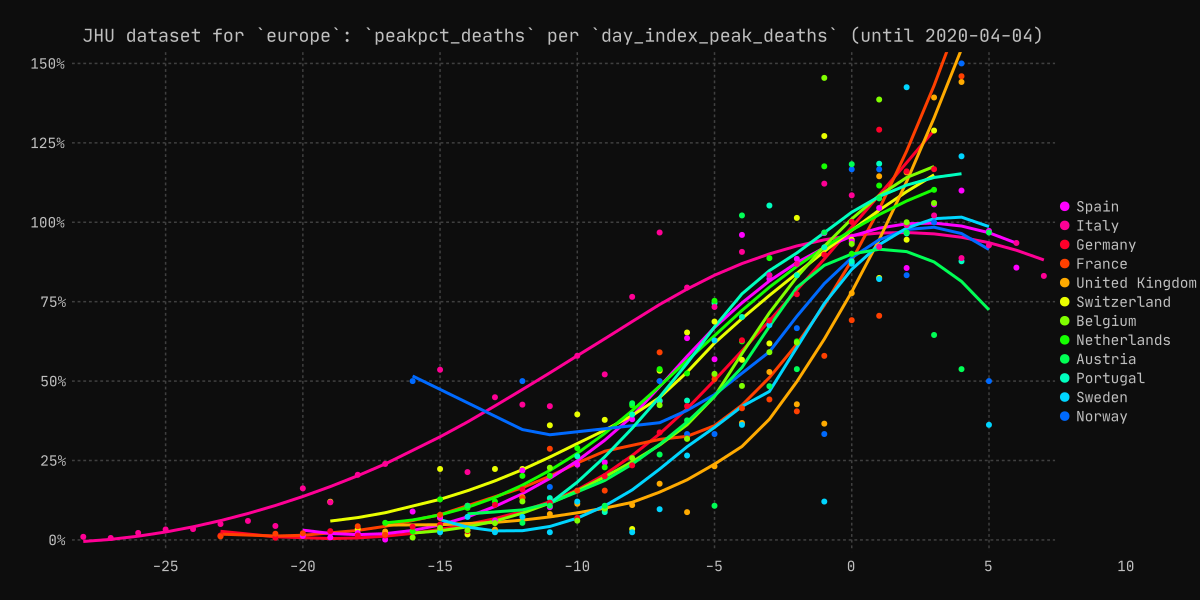 JHU dataset for `europe`: `peakpct_deaths` per `day_index_peak_deaths` (until 2020-04-04)
150%
125%
100%
75%
50%
25%
0%
-25
-20
-15
-10
-5
0
5
10
Spain
Italy
Germany
France
United Kingdom
Switzerland
Belgium
Netherlands
Austria
Portugal
Sweden
Norway